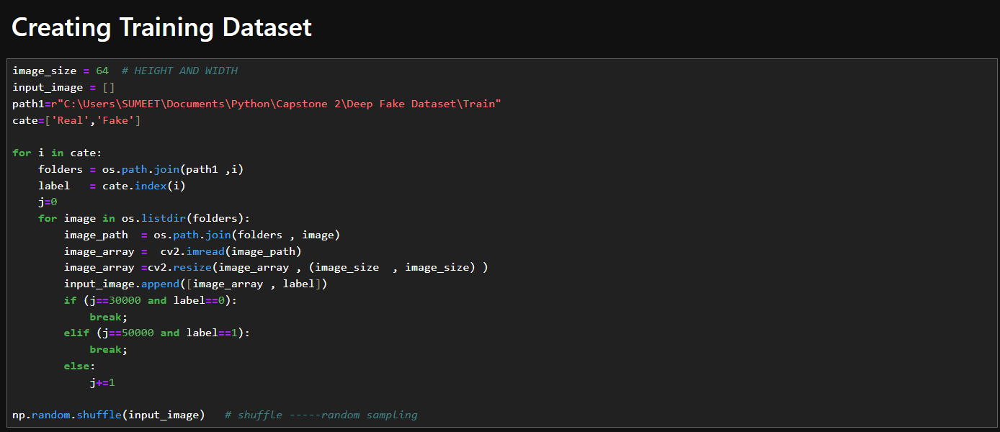 Creating Training Dataset
image_size = 64  # HEIGHT AND WIDTH
input_image = []
path1=r"C:\Users\SUMEET\Documents\Python\Capstone 2\Deep Fake Dataset\Train"
cate=['Real','Fake']

for i in cate:
    folders = os.path.join(path1 ,i)
    label   = cate.index(i)
    j=0
    for image in os.listdir(folders):
        image_path  = os.path.join(folders , image)
        image_array =  cv2.imread(image_path)
        image_array =cv2.resize(image_array , (image_size  , image_size) )
        input_image.append([image_array , label])
        if (j==30000 and label==0):
            break;
        elif (j==50000 and label==1):
            break;
        else:
            j+=1

np.random.shuffle(input_image)   # shuffle -----random sampling